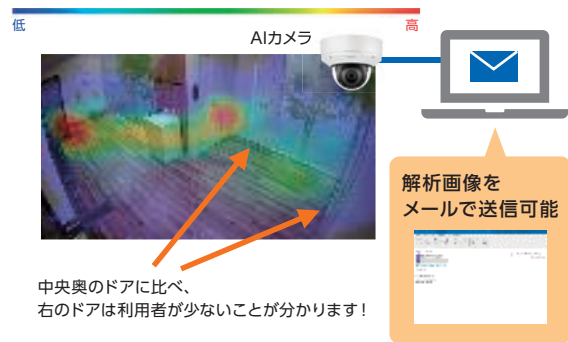 低
高
AIカメラ
解析画像を
メールで送信可能
中央奥のドアに比べ、
右のドアは利用者が少ないことが分かります！